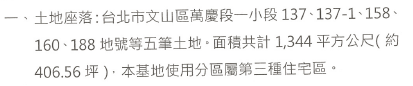 一、土地座落:台北市文山區萬慶段一小段 137、137-1、158、
160、188 地號等五筆土地。面積共計 1,344 平方公尺( 約
406.56 坪 ),本基地使用分區屬第三種住宅區。